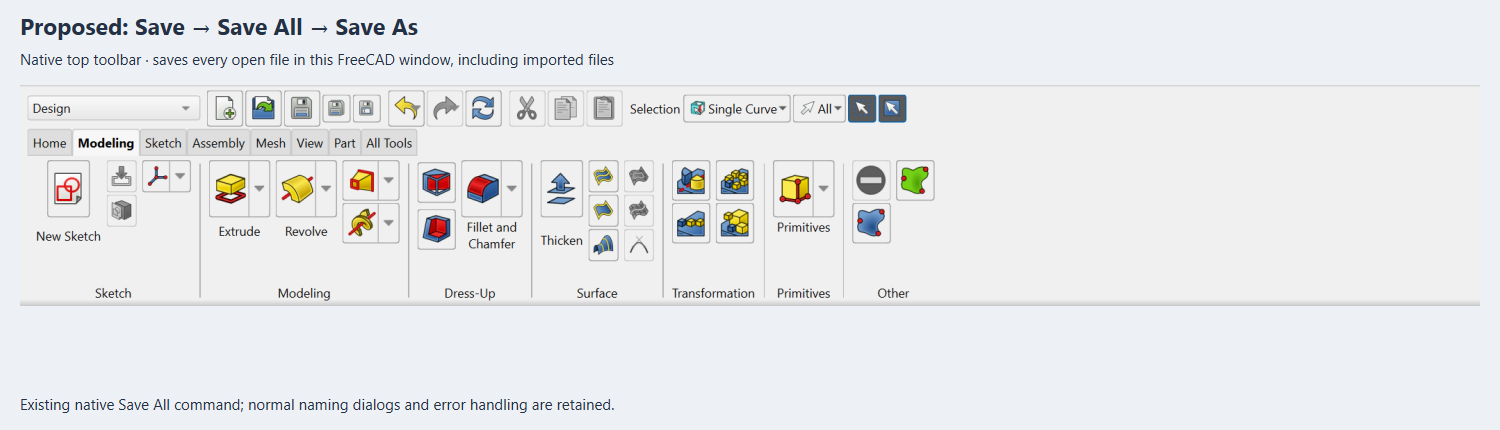 Proposed: Save → Save All → Save As
Native top toolbar · saves every open file in this FreeCAD window, including imported files
Design
Selection
Single Curve
All
Home
Modeling
Sketch
Assembly
Mesh
View
Part
All Tools
New Sketch
Extrude
Revolve
Fillet and
Chamfer
Thicken
Primitives
Sketch
Modeling
Dress-Up
Surface
Transformation
Primitives
Other
Existing native Save All command; normal naming dialogs and error handling are retained.